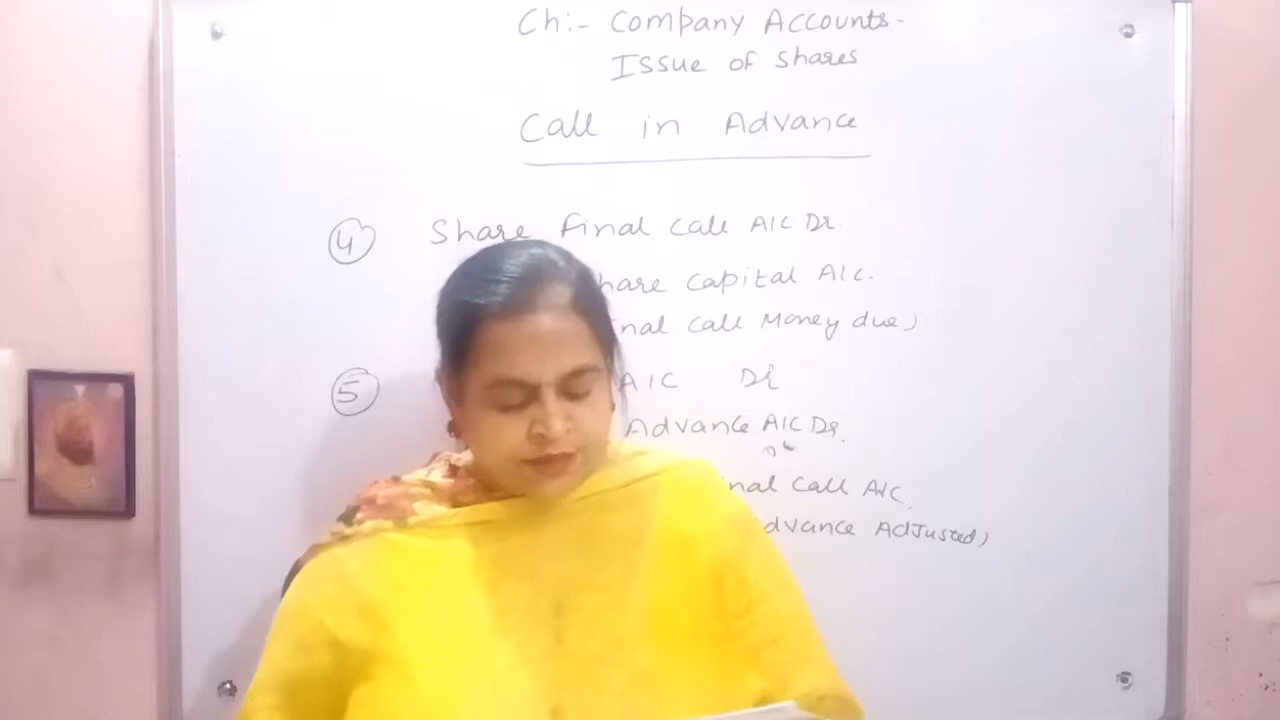 Ch:- Company Accounts-
Issue of shares
Call in Advance
4 Share final call A/C Dr.
hare capital A/c.
nal call Money due)
5 A/C Dr
Advance A/C Dr.
nal call A/C.
dvance Adjusted)